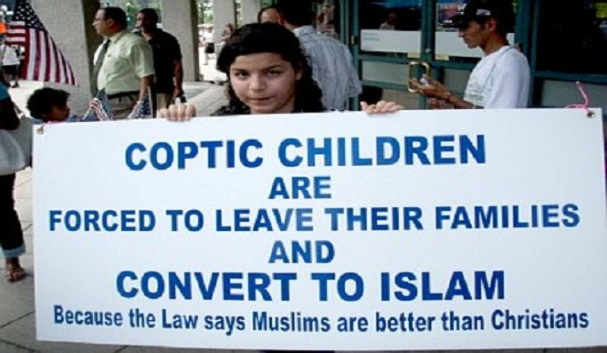 COPTIC CHILDREN
ARE
FORCED TO LEAVE THEIR FAMILIES
AND
CONVERT TO ISLAM
Because the Law says Muslims are better than Christians